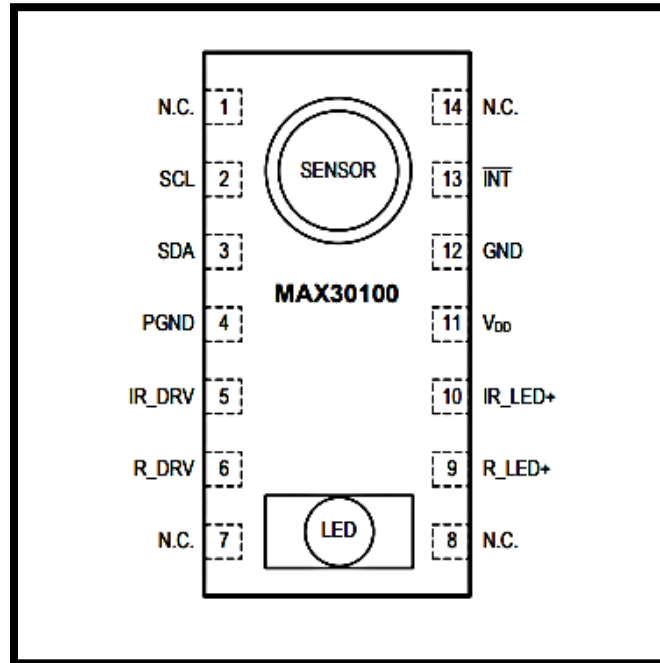 N.C. 1 14 N.C.
SENSOR
SCL 2 13 INT
SDA 3 12 GND
MAX30100
PGND 4 11 VDD
IR_DRV 5 10 IR_LED+
R_DRV 6 9 R_LED+
LED
N.C. 7 8 N.C.